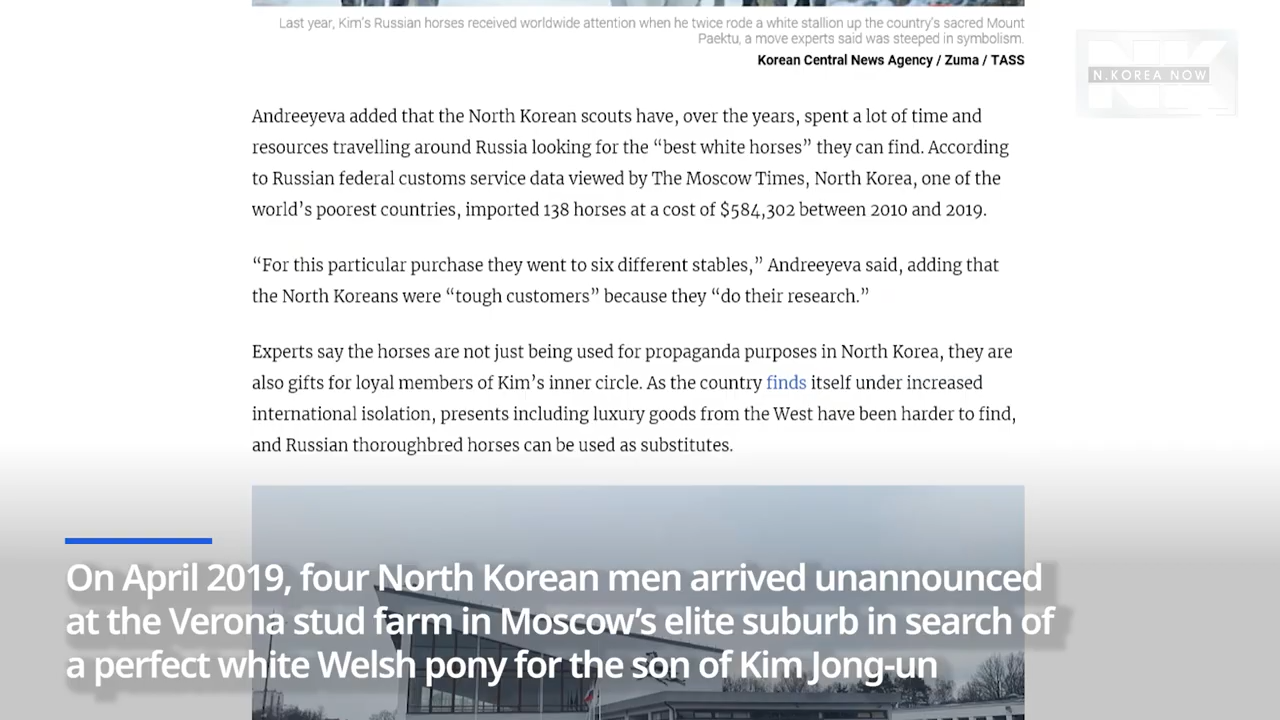 Last year, Kim's Russian horses received worldwide attention when he twice rode a white stallion up the country's sacred Mount
Paektu, a move experts said was steeped in symbolism.
Korean Central News Agency / Zuma / TASS
NK
N.KOREA NOW
Andreeyeva added that the North Korean scouts have, over the years, spent a lot of time and
resources travelling around Russia looking for the “best white horses” they can find. According
to Russian federal customs service data viewed by The Moscow Times, North Korea, one of the
world's poorest countries, imported 138 horses at a cost of $584,302 between 2010 and 2019.
“For this particular purchase they went to six different stables,” Andreeyeva said, adding that
the North Koreans were “tough customers” because they “do their research.”
Experts say the horses are not just being used for propaganda purposes in North Korea, they are
also gifts for loyal members of Kim's inner circle. As the country finds itself under increased
international isolation, presents including luxury goods from the West have been harder to find,
and Russian thoroughbred horses can be used as substitutes.
On April 2019, four North Korean men arrived unannounced
at the Verona stud farm in Moscow's elite suburb in search of
a perfect white Welsh pony for the son of Kim Jong-un